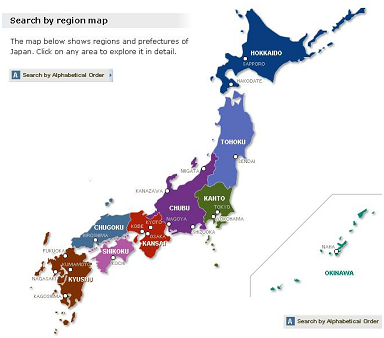 Search by region map
The map below shows regions and prefectures of
Japan. Click on any area to explore it in detail.
A Search by Alphabetical Order
HOKKAIDO
SAPPORO
HAKODATE
TOHOKU
SENDAI
NIIGATA
KANAZAWA
KANTO
TOKYO
YOKOHAMA
CHUBU
NAGOYA
SHIZUOKA
KYOTO
KOBE
OSAKA
KANSAI
CHUGOKU
HIROSHIMA
SHIKOKU
KOCHI
FUKUOKA
KUMAMOTO
NAGASAKI
KYUSHU
KAGOSHIMA
NAHA
OKINAWA
A Search by Alphabetical Order